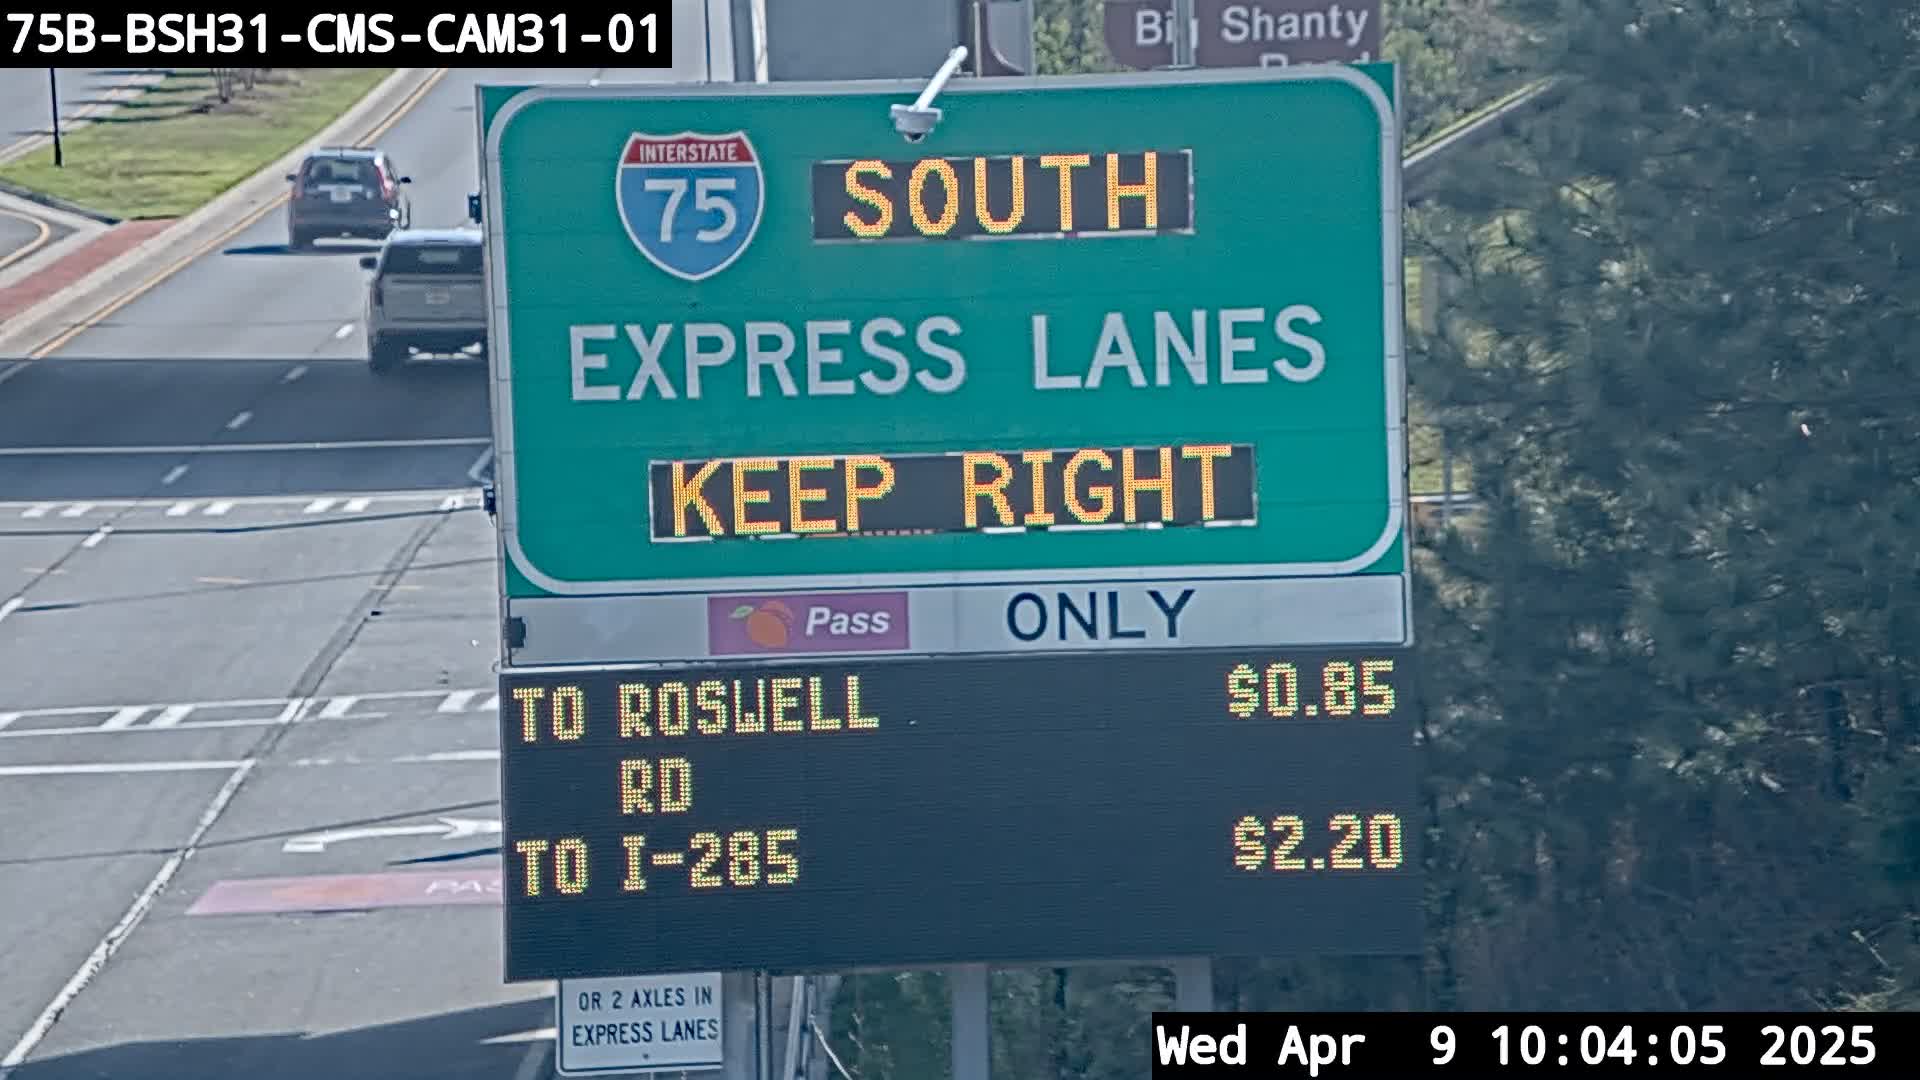 75B-BSH31-CMS-CAM31-01
Big Shanty
Road
INTERSTATE
75
SOUTH
EXPRESS LANES
KEEP RIGHT
Pass ONLY
TO ROSWELL $0.85
RD
TO I-285 $2.20
OR 2 AXLES IN
EXPRESS LANES
Wed Apr 9 10:04:05 2025